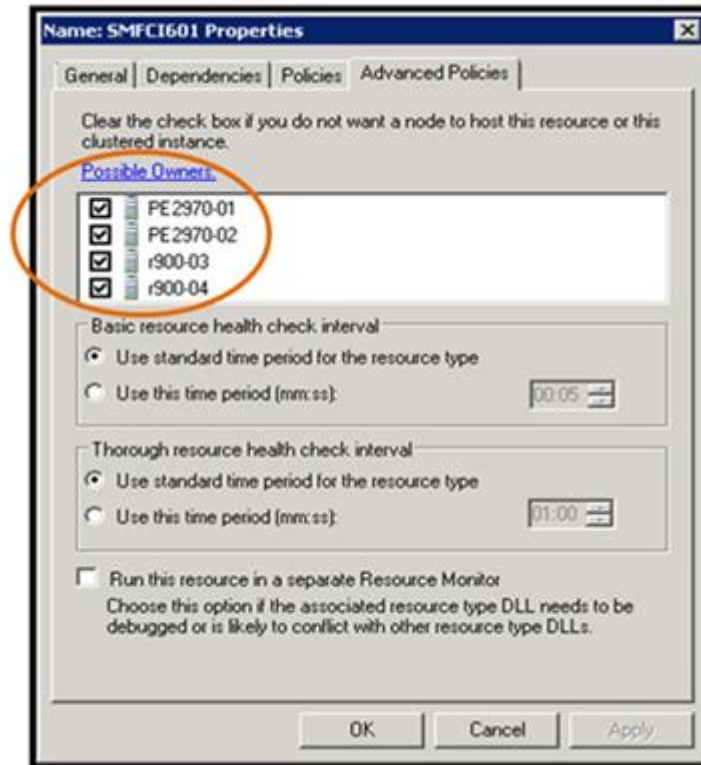 Name: SMFCI601 Properties
General Dependencies Policies Advanced Policies
Clear the check box if you do not want a node to host this resource or this
clustered instance.
Possible Owners:
PE2970-01
PE2970-02
r900-03
r900-04
Basic resource health check interval
Use standard time period for the resource type
Use this time period (mm:ss): 00:05
Thorough resource health check interval
Use standard time period for the resource type
Use this time period (mm:ss): 01:00
Run this resource in a separate Resource Monitor
Choose this option if the associated resource type DLL needs to be
debugged or is likely to conflict with other resource type DLLs.
OK Cancel Apply